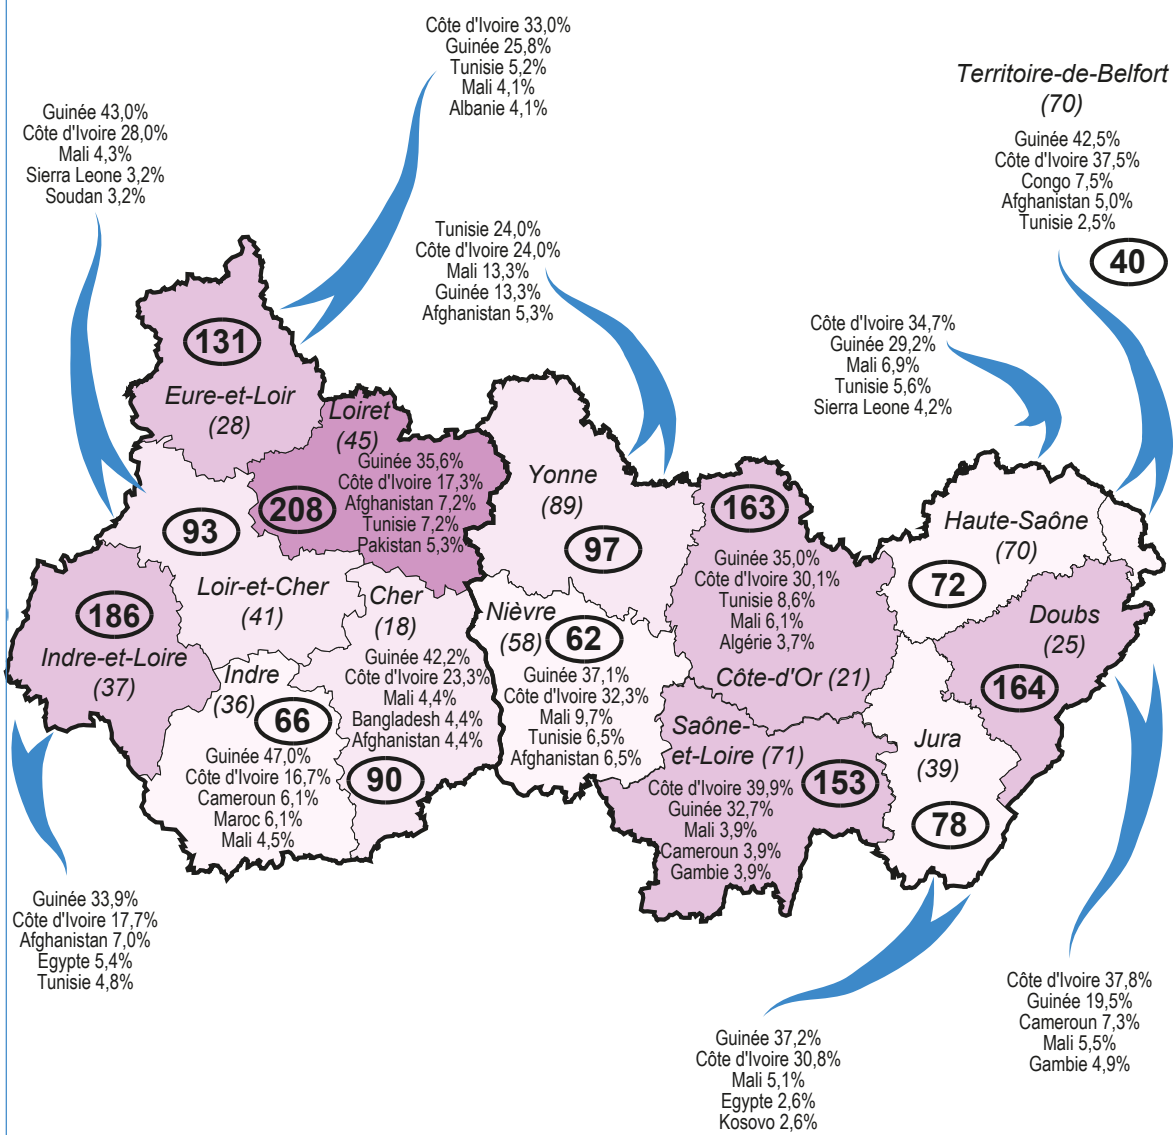 Côte d'Ivoire 33,0%
Guinée 25,8%
Tunisie 5,2%
Mali 4,1%
Albanie 4,1%
Territoire-de-Belfort
(70)
Guinée 42,5%
Côte d'Ivoire 37,5%
Congo 7,5%
Afghanistan 5,0%
Tunisie 2,5%
40
Guinée 43,0%
Côte d'Ivoire 28,0%
Mali 4,3%
Sierra Leone 3,2%
Soudan 3,2%
Tunisie 24,0%
Côte d'Ivoire 24,0%
Mali 13,3%
Guinée 13,3%
Afghanistan 5,3%
Côte d'Ivoire 34,7%
Guinée 29,2%
Mali 6,9%
Tunisie 5,6%
Sierra Leone 4,2%
131
Eure-et-Loir
(28)
Loiret
(45)
Guinée 35,6%
Côte d'Ivoire 17,3%
Afghanistan 7,2%
Tunisie 7,2%
Pakistan 5,3%
208
Yonne
(89)
97
163
Guinée 35,0%
Côte d'Ivoire 30,1%
Tunisie 8,6%
Mali 6,1%
Algérie 3,7%
Côte-d'Or (21)
Haute-Saône
(70)
72
Doubs
(25)
164
93
Loir-et-Cher
(41)
186
Indre-et-Loire
(37)
Cher
(18)
Guinée 42,2%
Côte d'Ivoire 23,3%
Mali 4,4%
Bangladesh 4,4%
Afghanistan 4,4%
90
Nièvre
(58)
62
Guinée 37,1%
Côte d'Ivoire 32,3%
Mali 9,7%
Tunisie 6,5%
Afghanistan 6,5%
Indre
(36)
66
Guinée 47,0%
Côte d'Ivoire 16,7%
Cameroun 6,1%
Maroc 6,1%
Mali 4,5%
Saône-
et-Loire (71)
153
Côte d'Ivoire 39,9%
Guinée 32,7%
Mali 3,9%
Cameroun 3,9%
Gambie 3,9%
Jura
(39)
78
Guinée 33,9%
Côte d'Ivoire 17,7%
Afghanistan 7,0%
Egypte 5,4%
Tunisie 4,8%
Guinée 37,2%
Côte d'Ivoire 30,8%
Mali 5,1%
Egypte 2,6%
Kosovo 2,6%
Côte d'Ivoire 37,8%
Guinée 19,5%
Cameroun 7,3%
Mali 5,5%
Gambie 4,9%